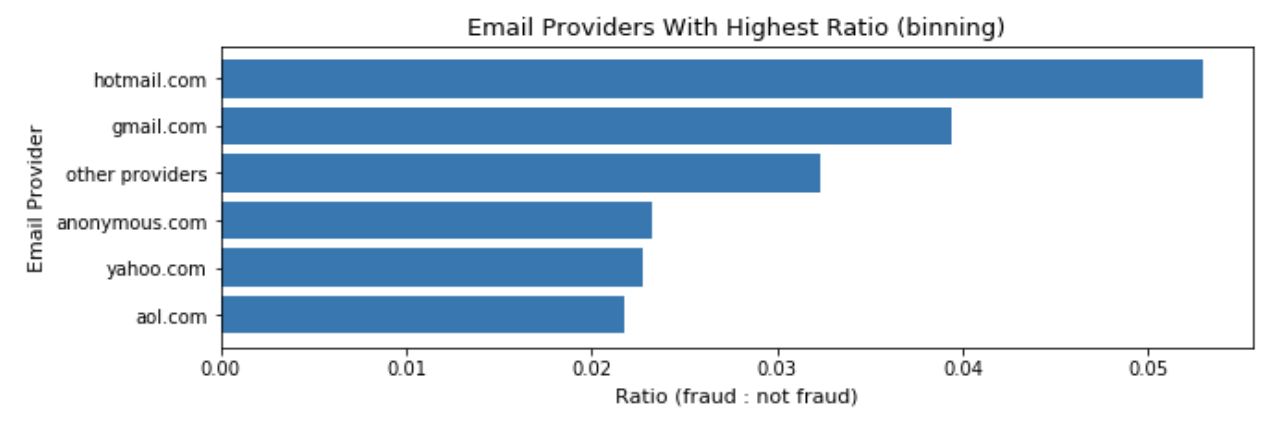 Email Providers With Highest Ratio (binning)
Email Provider
hotmail.com
gmail.com
other providers
anonymous.com
yahoo.com
aol.com
0.00 0.01 0.02 0.03 0.04 0.05
Ratio (fraud : not fraud)